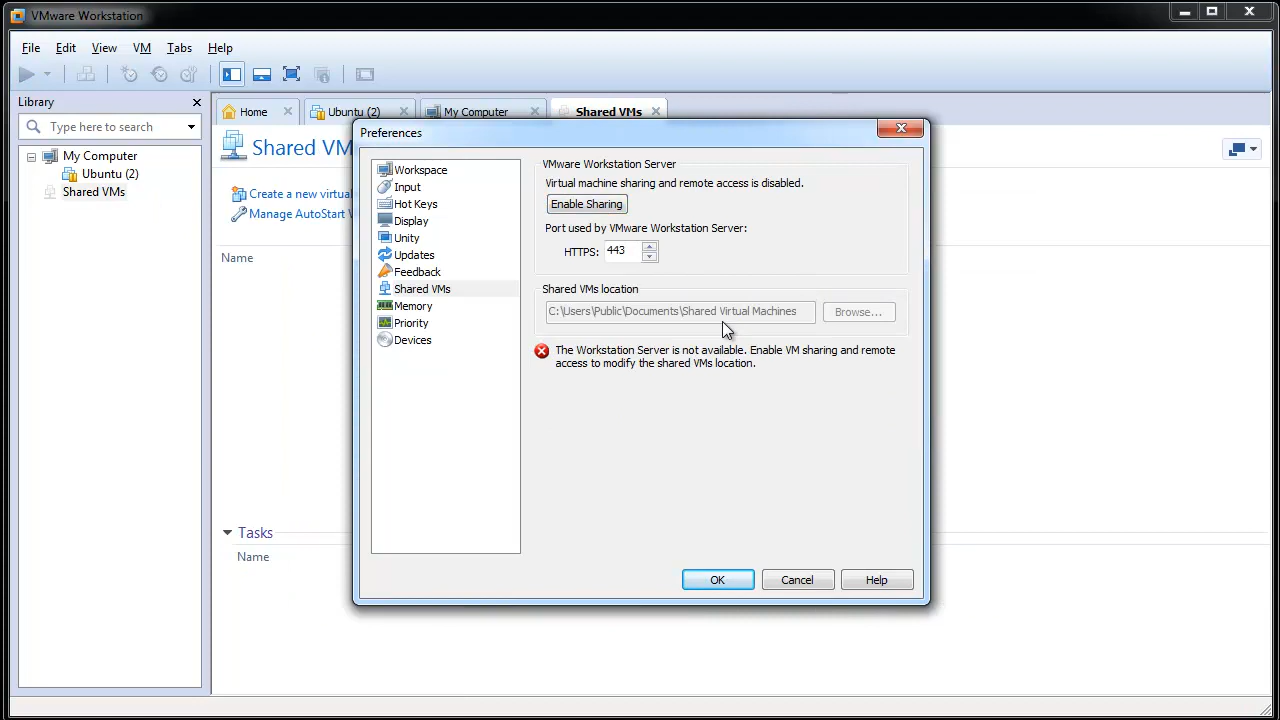 VMware Workstation
File Edit View VM Tabs Help
Library
Type here to search
My Computer
Ubuntu (2)
Shared VMs
Home
Ubuntu (2)
My Computer
Shared VMs
Shared VM
Create a new virtual
Manage AutoStart V
Name
Tasks
Name
Preferences
Workspace
Input
Hot Keys
Display
Unity
Updates
Feedback
Shared VMs
Memory
Priority
Devices
VMware Workstation Server
Virtual machine sharing and remote access is disabled.
Enable Sharing
Port used by VMware Workstation Server:
HTTPS: 443
Shared VMs location
C:\Users\Public\Documents\Shared Virtual Machines
Browse...
The Workstation Server is not available. Enable VM sharing and remote
access to modify the shared VMs location.
OK Cancel Help